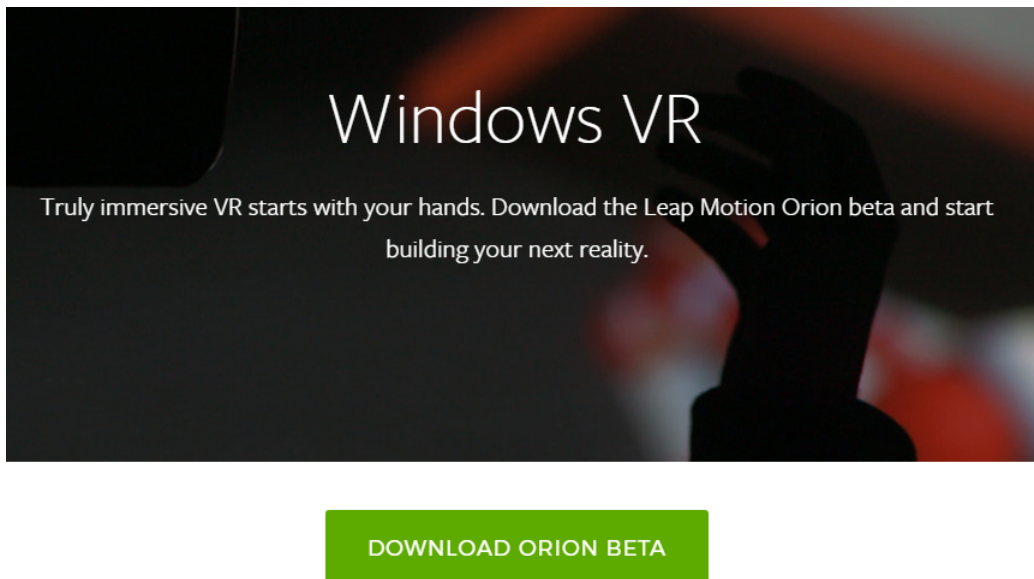 Windows VR
Truly immersive VR starts with your hands. Download the Leap Motion Orion beta and start
building your next reality.
DOWNLOAD ORION BETA